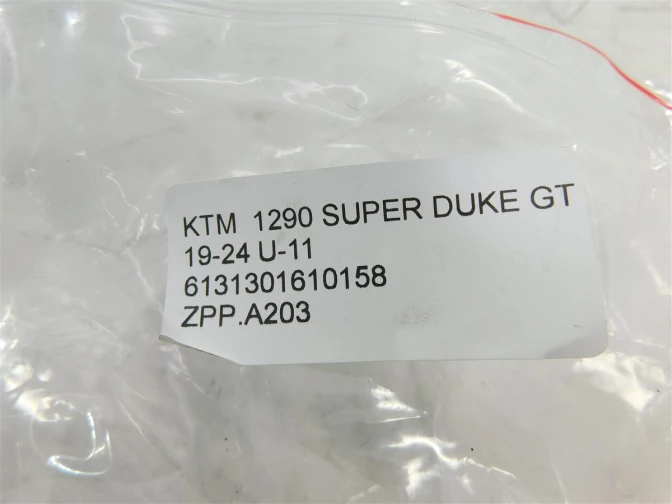 KTM 1290 SUPER DUKE GT
19-24 U-11
6131301610158
ZPP.A203